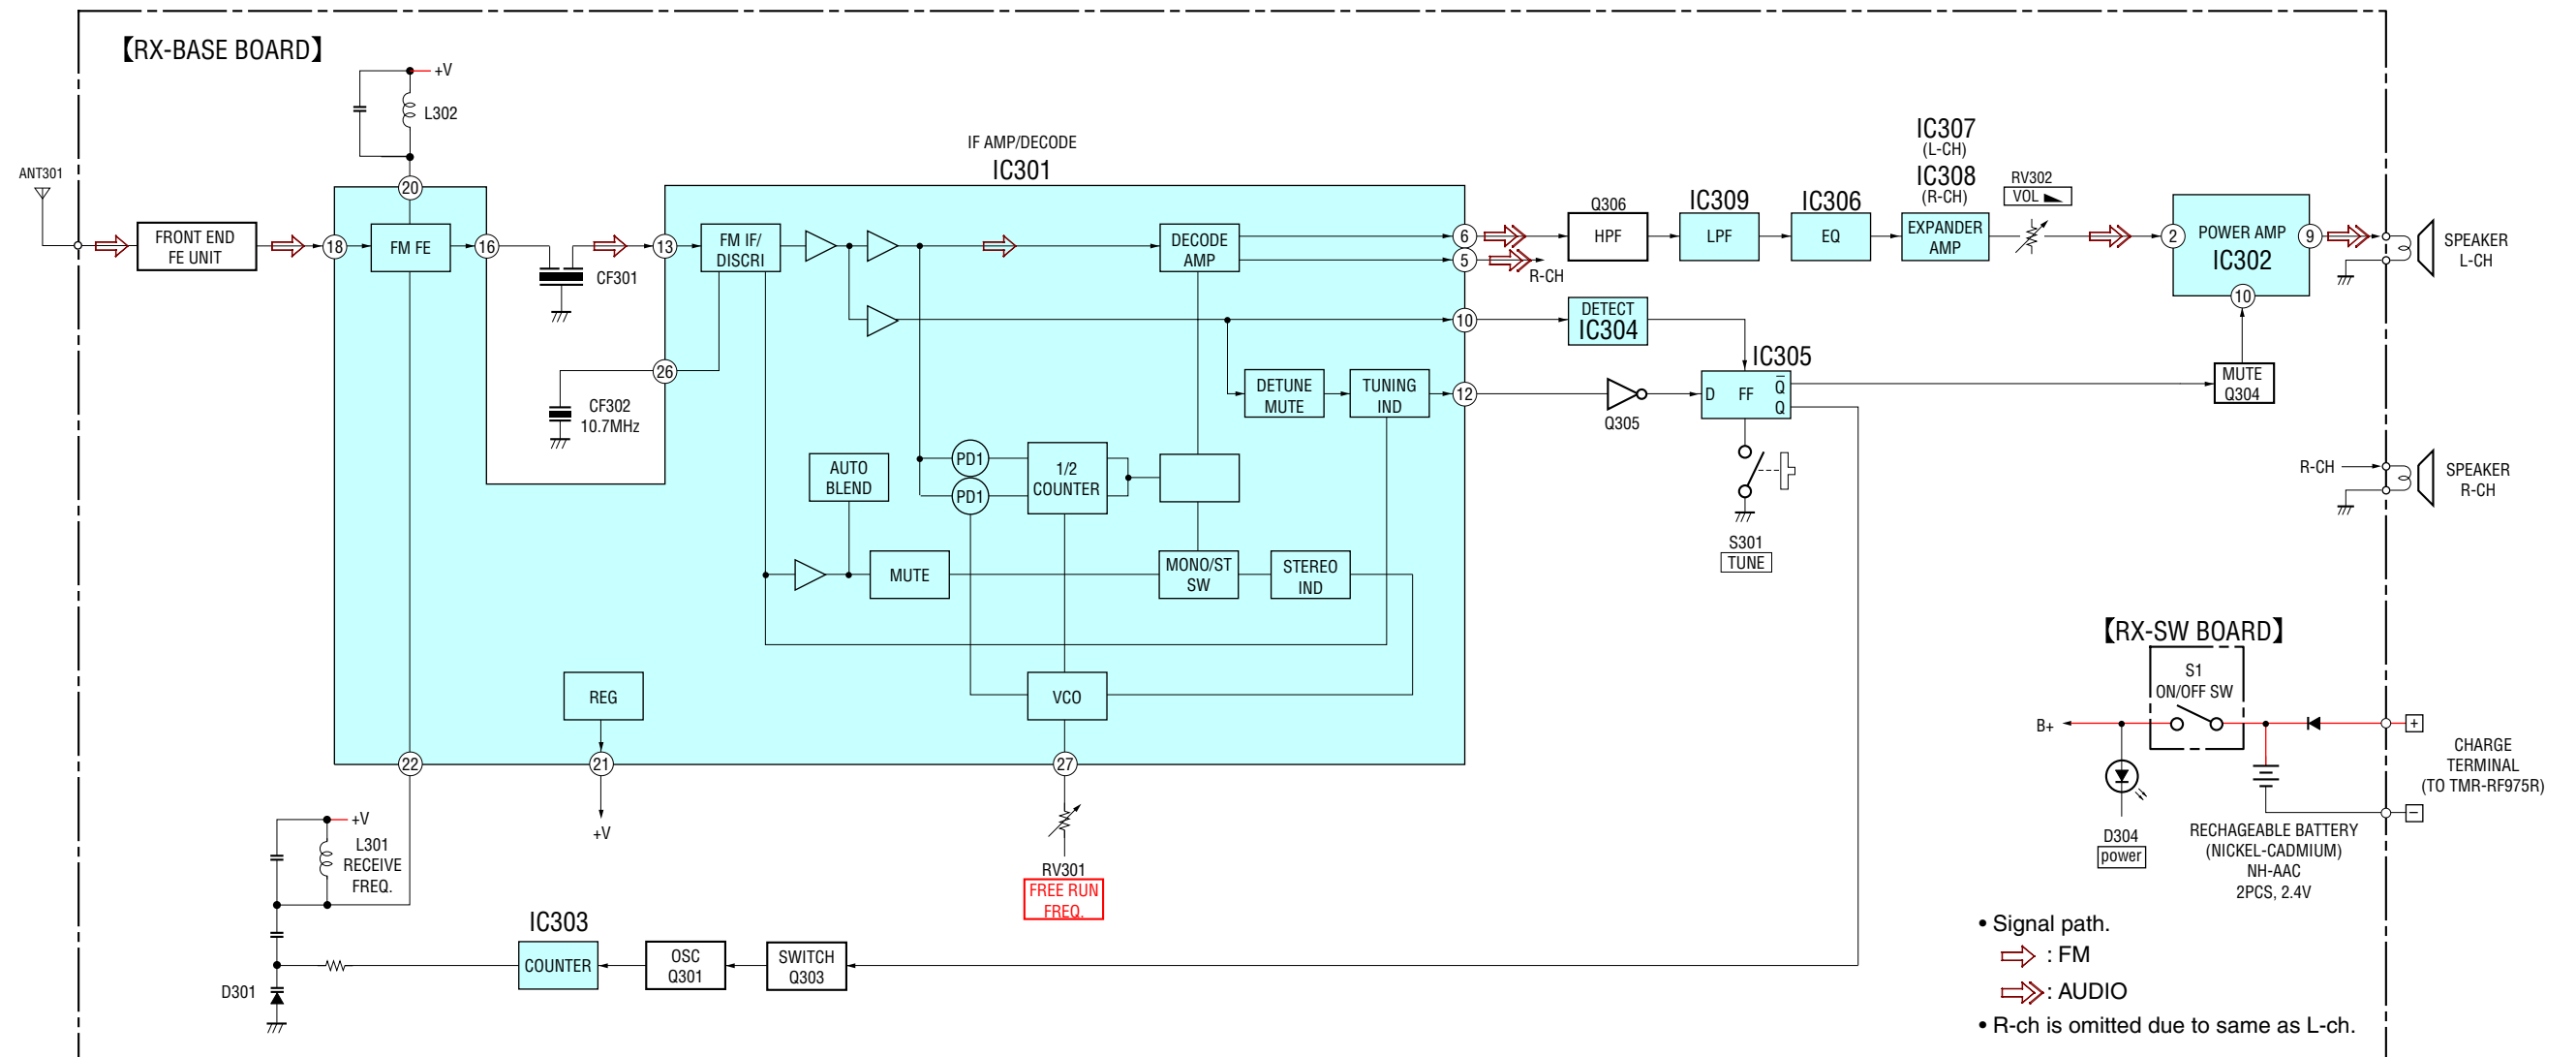 【RX-BASE BOARD】
+V
L302
ANT301
FRONT END
FE UNIT
18
20
FM FE
16
CF301
CF302
10.7MHz
IF AMP/DECODE
IC301
13
26
FM IF/
DISCRI
DECODE
AMP
6
5
R-CH
10
12
DETUNE
MUTE
TUNING
IND
AUTO
BLEND
PD1
PD1
1/2
COUNTER
MUTE
MONO/ST
SW
STEREO
IND
REG
VCO
22
21
27
+V
RV301
FREE RUN
FREQ.
+V
L301
RECEIVE
FREQ.
D301
IC303
COUNTER
OSC
Q301
SWITCH
Q303
Q306
HPF
IC309
LPF
IC306
EQ
IC307
(L-CH)
IC308
(R-CH)
EXPANDER
AMP
RV302
VOL
2
POWER AMP
IC302
9
10
SPEAKER
L-CH
DETECT
IC304
IC305
D
FF
Q̅
Q
Q305
S301
TUNE
MUTE
Q304
R-CH
SPEAKER
R-CH
【RX-SW BOARD】
S1
ON/OFF SW
B+
+
−
CHARGE
TERMINAL
(TO TMR-RF975R)
D304
power
RECHAGEABLE BATTERY
(NICKEL-CADMIUM)
NH-AAC
2PCS, 2.4V
• Signal path.
: FM
: AUDIO
• R-ch is omitted due to same as L-ch.